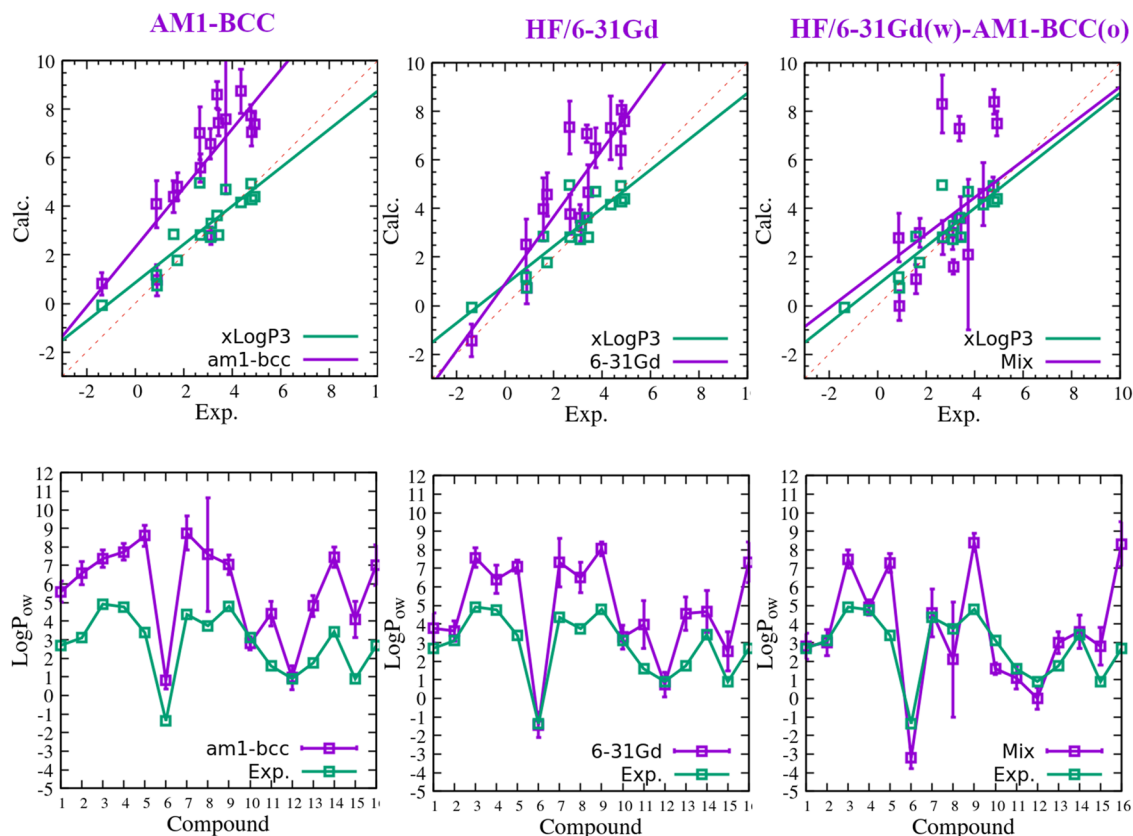 AM1-BCC
HF/6-31Gd
HF/6-31Gd(w)-AM1-BCC(o)
10
8
6
4
2
0
-2
Calc.
xLogP3
am1-bcc
-2 0 2 4 6 8 1
Exp.
10
8
6
4
2
0
-2
Calc.
xLogP3
6-31Gd
-2 0 2 4 6 8 1
Exp.
10
8
6
4
2
0
-2
Calc.
xLogP3
Mix
-2 0 2 4 6 8 10
Exp.
12
11
10
9
8
7
6
5
4
3
2
1
0
-1
-2
-3
-4
LogPow
am1-bcc
Exp.
-5
1 2 3 4 5 6 7 8 9 10 11 12 13 14 15 16
Compound
12
11
10
9
8
7
6
5
4
3
2
1
0
-1
-2
-3
-4
-5
LogPow
6-31Gd
Exp.
1 2 3 4 5 6 7 8 9 10 11 12 13 14 15 1
Compound
12
11
10
9
8
7
6
5
4
3
2
1
0
-1
-2
-3
-4
-5
LogPow
Mix
Exp.
1 2 3 4 5 6 7 8 9 10 11 12 13 14 15 16
Compound